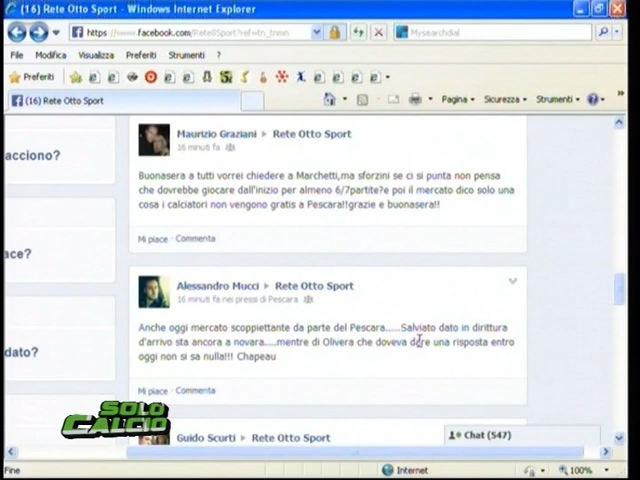 (16) Rete Otto Sport - Windows Internet Explorer
https://www.facebook.com/Rete8Sport?ref=tn_tnmn
Mysearchdial
File Modifica Visualizza Preferiti Strumenti ?
Preferiti
(16) Rete Otto Sport
Pagina Sicurezza Strumenti
Maurizio Graziani Rete Otto Sport
16 minuti fa
acciono?
Buonasera a tutti vorrei chiedere a Marchetti,ma sforzini se ci si punta non pensa
che dovrebbe giocare dall'inizio per almeno 6/7partite?e poi il mercato dico solo una
cosa i calciatori non vengono gratis a Pescara!!grazie e buonasera!!
Mi piace · Commenta
ace?
Alessandro Mucci Rete Otto Sport
16 minuti fa nei pressi di Pescara
Anche oggi mercato scoppiettante da parte del Pescara.....Salviato dato in dirittura
d'arrivo sta ancora a novara....mentre di Olivera che doveva dare una risposta entro
oggi non si sa nulla!!! Chapeau
dato?
Mi piace · Commenta
SOLO
CALCIO
Guido Scurti Rete Otto Sport
Chat (547)
Fine Internet 100%